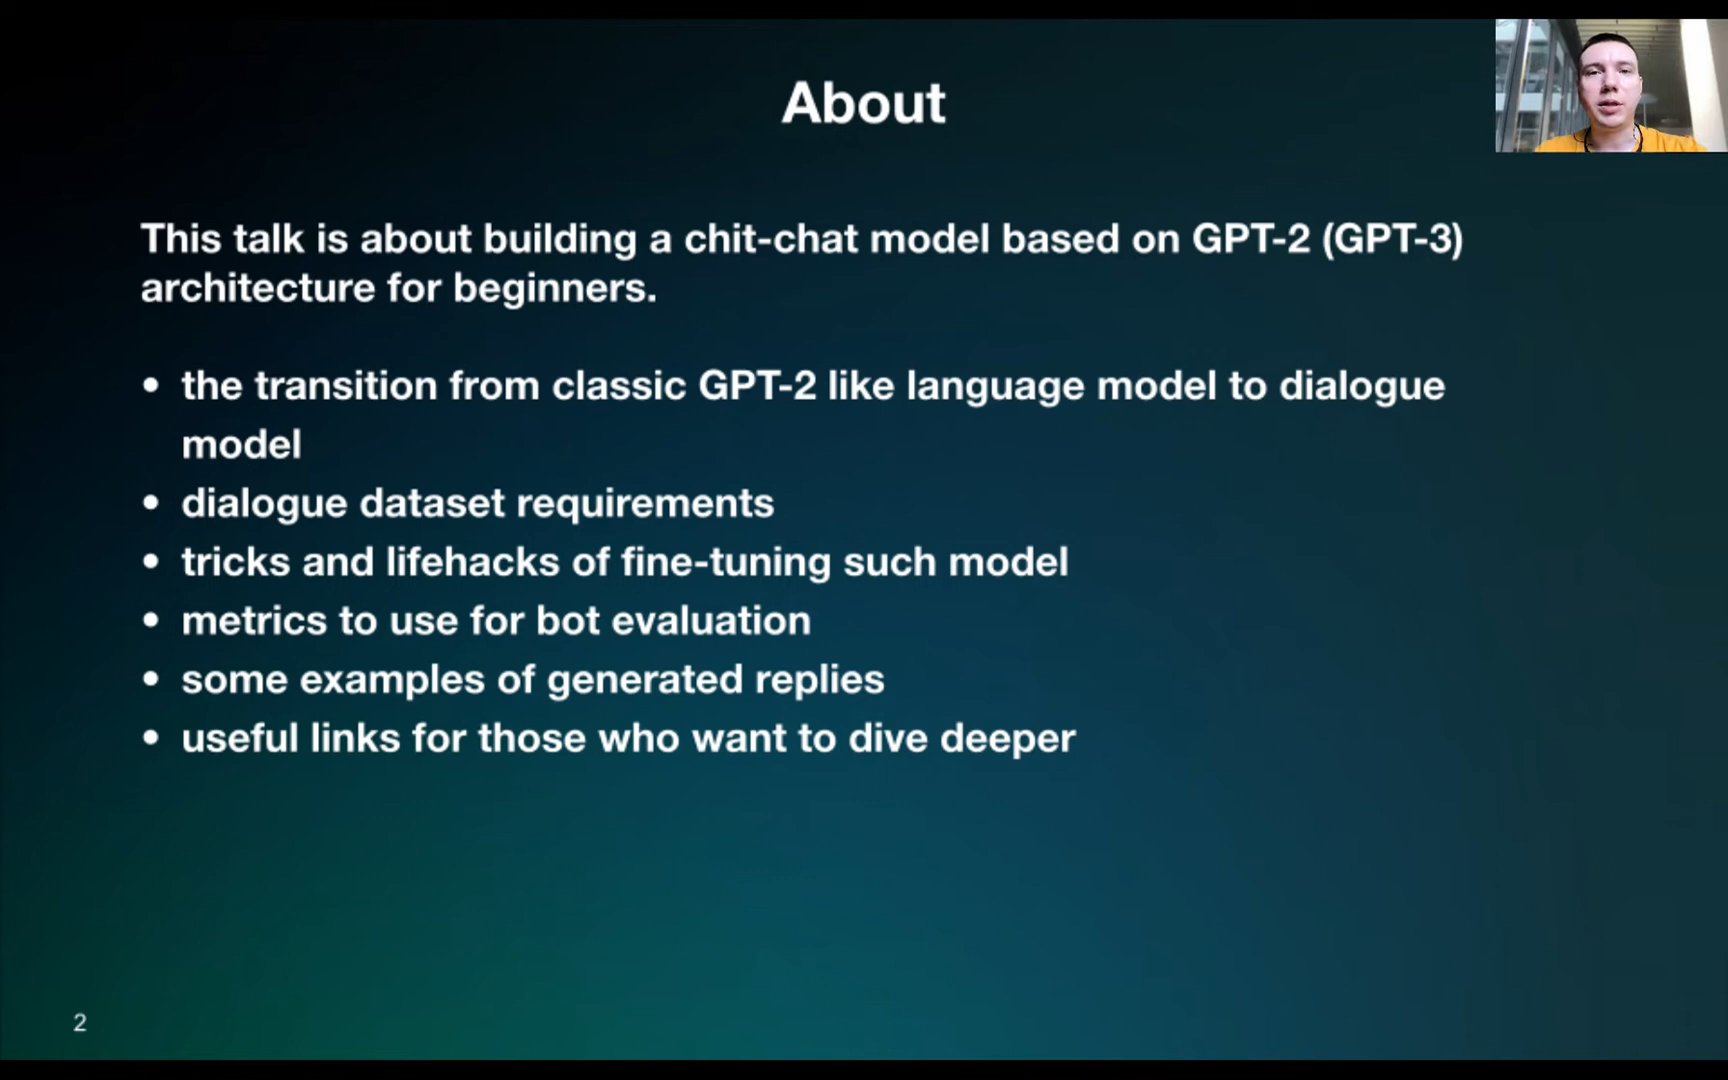 About
This talk is about building a chit-chat model based on GPT-2 (GPT-3)
architecture for beginners.
• the transition from classic GPT-2 like language model to dialogue
model
• dialogue dataset requirements
• tricks and lifehacks of fine-tuning such model
• metrics to use for bot evaluation
• some examples of generated replies
• useful links for those who want to dive deeper
2